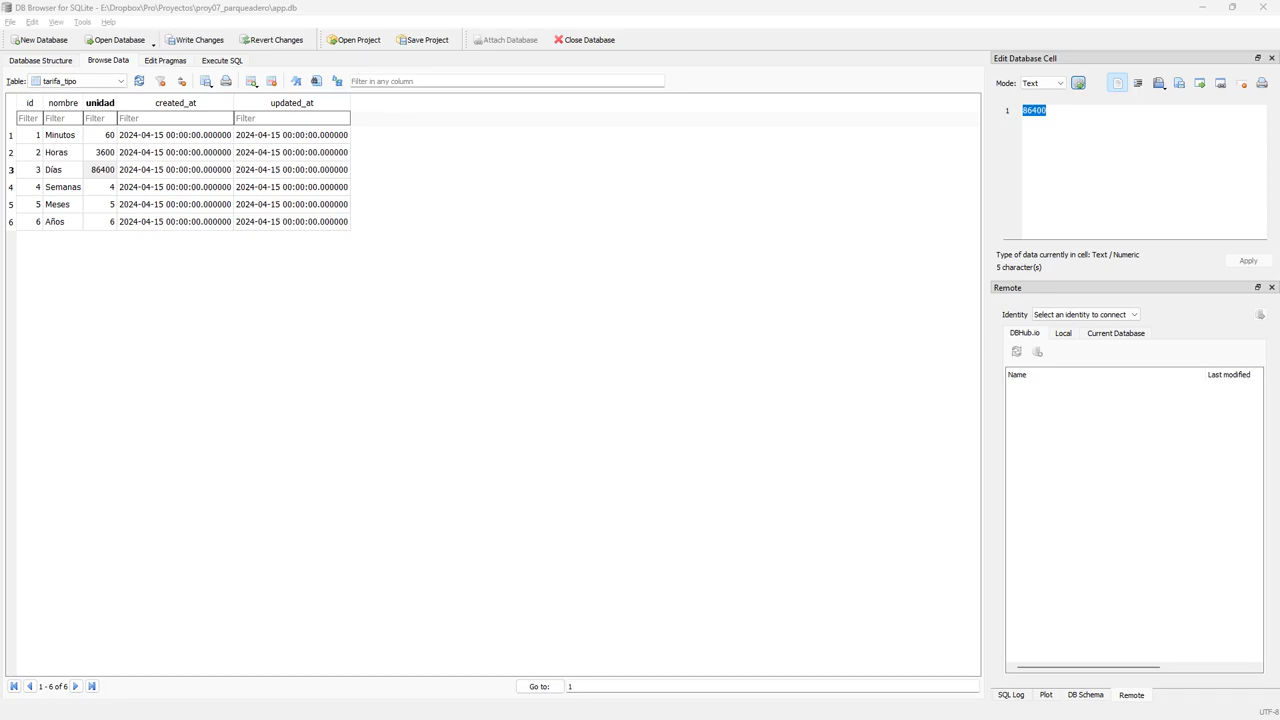 DB Browser for SQLite - E:\Dropbox\Pro\Proyectos\proy07_parqueadero\app.db
File Edit View Tools Help
New Database Open Database Write Changes Revert Changes Open Project Save Project Attach Database Close Database
Database Structure Browse Data Edit Pragmas Execute SQL
Table: tarifa_tipo Filter in any column
id nombre unidad created_at updated_at
Filter Filter Filter Filter Filter
1 1 Minutos 60 2024-04-15 00:00:00.000000 2024-04-15 00:00:00.000000
2 2 Horas 3600 2024-04-15 00:00:00.000000 2024-04-15 00:00:00.000000
3 3 Días 86400 2024-04-15 00:00:00.000000 2024-04-15 00:00:00.000000
4 4 Semanas 4 2024-04-15 00:00:00.000000 2024-04-15 00:00:00.000000
5 5 Meses 5 2024-04-15 00:00:00.000000 2024-04-15 00:00:00.000000
6 6 Años 6 2024-04-15 00:00:00.000000 2024-04-15 00:00:00.000000
1 - 6 of 6 Go to: 1
Edit Database Cell
Mode: Text
1 86400
Type of data currently in cell: Text / Numeric
5 character(s)
Apply
Remote
Identity Select an identity to connect
DBHub.io Local Current Database
Name Last modified
SQL Log Plot DB Schema Remote
UTF-8